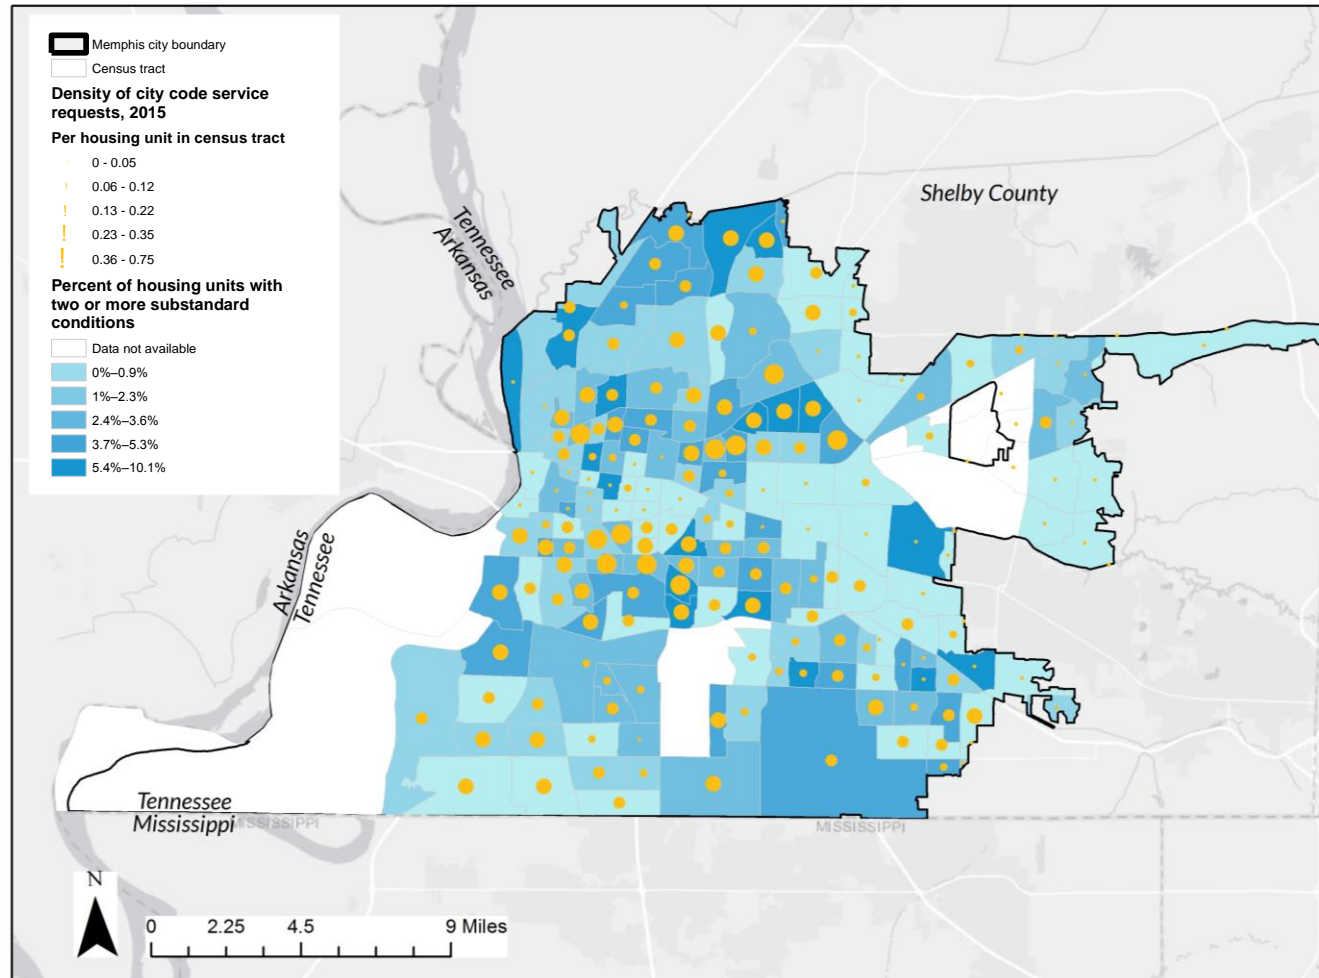 Memphis city boundary
Census tract
Density of city code service
requests, 2015
Per housing unit in census tract
0 - 0.05
! 0.06 - 0.12
! 0.13 - 0.22
! 0.23 - 0.35
! 0.36 - 0.75
Percent of housing units with
two or more substandard
conditions
Data not available
0%–0.9%
1%–2.3%
2.4%–3.6%
3.7%–5.3%
5.4%–10.1%
Shelby County
Tennessee
Arkansas
Arkansas
Tennessee
Tennessee
Mississippi
MISSISSIPPI
MISSISSIPPI
N
0 2.25 4.5 9 Miles